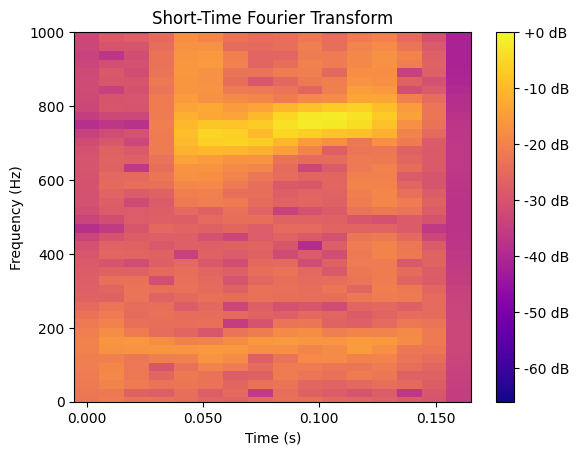 Short-Time Fourier Transform
1000
800
600
400
200
0
Frequency (Hz)
0.000
0.050
0.100
0.150
Time (s)
+0 dB
-10 dB
-20 dB
-30 dB
-40 dB
-50 dB
-60 dB